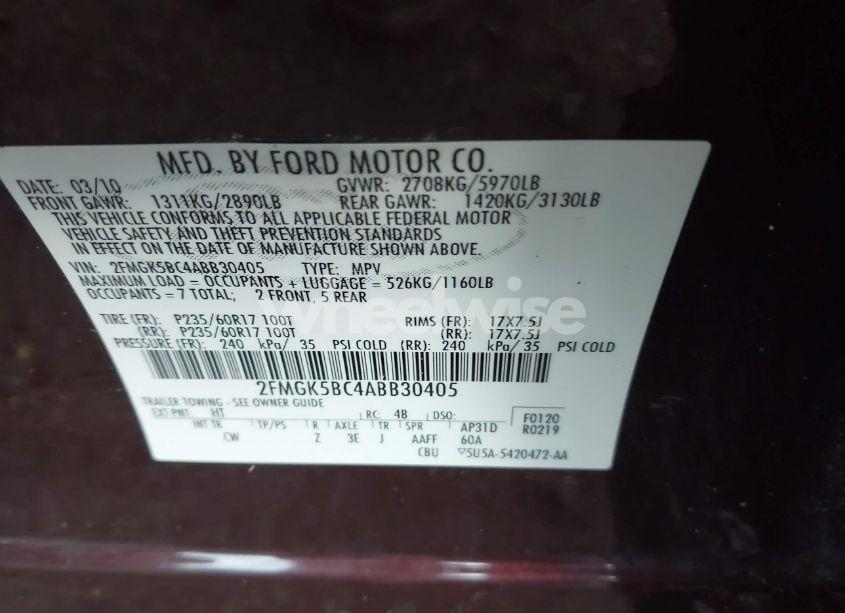 MFD. BY FORD MOTOR CO.
DATE: 03/10 GVWR: 2708KG/5970LB
FRONT GAWR: 1311KG/2890LB REAR GAWR: 1420KG/3130LB
THIS VEHICLE CONFORMS TO ALL APPLICABLE FEDERAL MOTOR
VEHICLE SAFETY AND THEFT PREVENTION STANDARDS
IN EFFECT ON THE DATE OF MANUFACTURE SHOWN ABOVE.
VIN: 2FMGK5BC4ABB30405 TYPE: MPV
MAXIMUM LOAD = OCCUPANTS + LUGGAGE = 526KG/1160LB
OCCUPANTS = 7 TOTAL; 2 FRONT, 5 REAR
wheelwise
TIRE (FR): P235/60R17 100T RIMS (FR): 17X7.5J
(RR): P235/60R17 100T (RR): 17X7.5J
PRESSURE (FR): 240 kPa/ 35 PSI COLD (RR): 240 kPa/ 35 PSI COLD
2FMGK5BC4ABB30405
TRAILER TOWING - SEE OWNER GUIDE
EXT PNT: HT RC: 48 DSO: F0120
INT TR TP/PS R AXLE TR SPR AP31D R0219
CW Z 3E J AAFF 60A
CBU 5U5A-5420472-AA